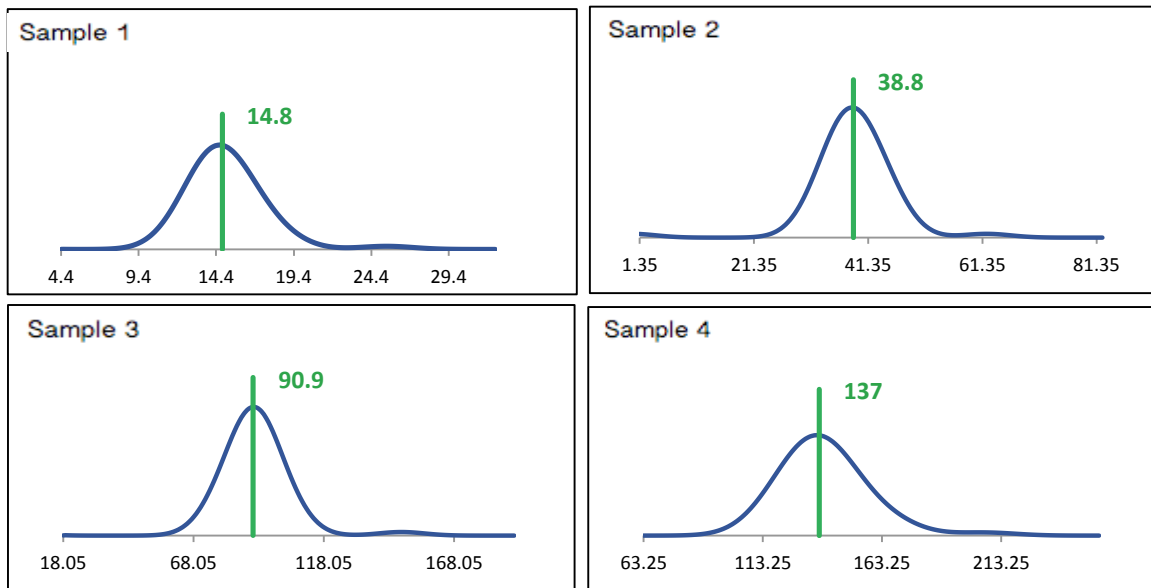 Sample 1
14.8
4.4 9.4 14.4 19.4 24.4 29.4
Sample 2
38.8
1.35 21.35 41.35 61.35 81.35
Sample 3
90.9
18.05 68.05 118.05 168.05
Sample 4
137
63.25 113.25 163.25 213.25